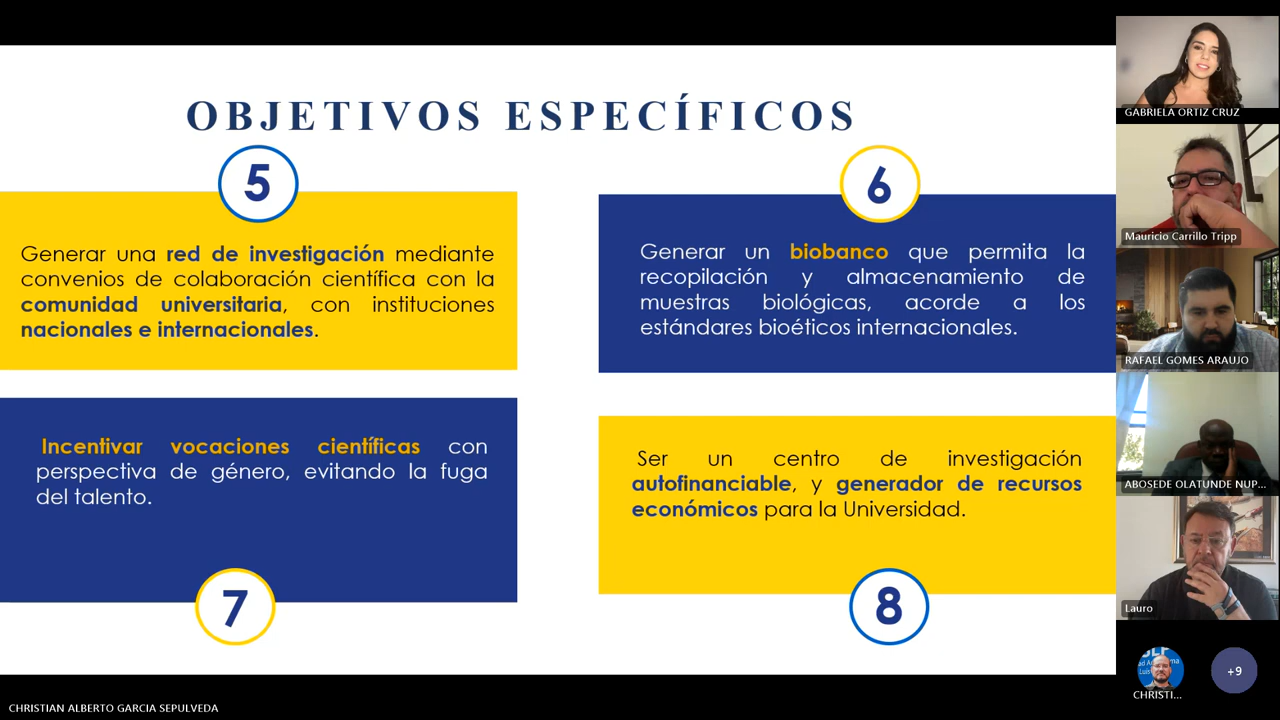 OBJETIVOS ESPECÍFICOS
5
Generar una red de investigación mediante
convenios de colaboración científica con la
comunidad universitaria, con instituciones
nacionales e internacionales.
6
Generar un biobanco que permita la
recopilación y almacenamiento de
muestras biológicas, acorde a los
estándares bioéticos internacionales.
Incentivar vocaciones científicas con
perspectiva de género, evitando la fuga
del talento.
7
Ser un centro de investigación
autofinanciable, y generador de recursos
económicos para la Universidad.
8
GABRIELA ORTIZ CRUZ
Mauricio Carrillo Tripp
RAFAEL GOMES ARAUJO
ABOSEDE OLATUNDE NUP...
Lauro
CHRISTI...
+9
CHRISTIAN ALBERTO GARCIA SEPULVEDA